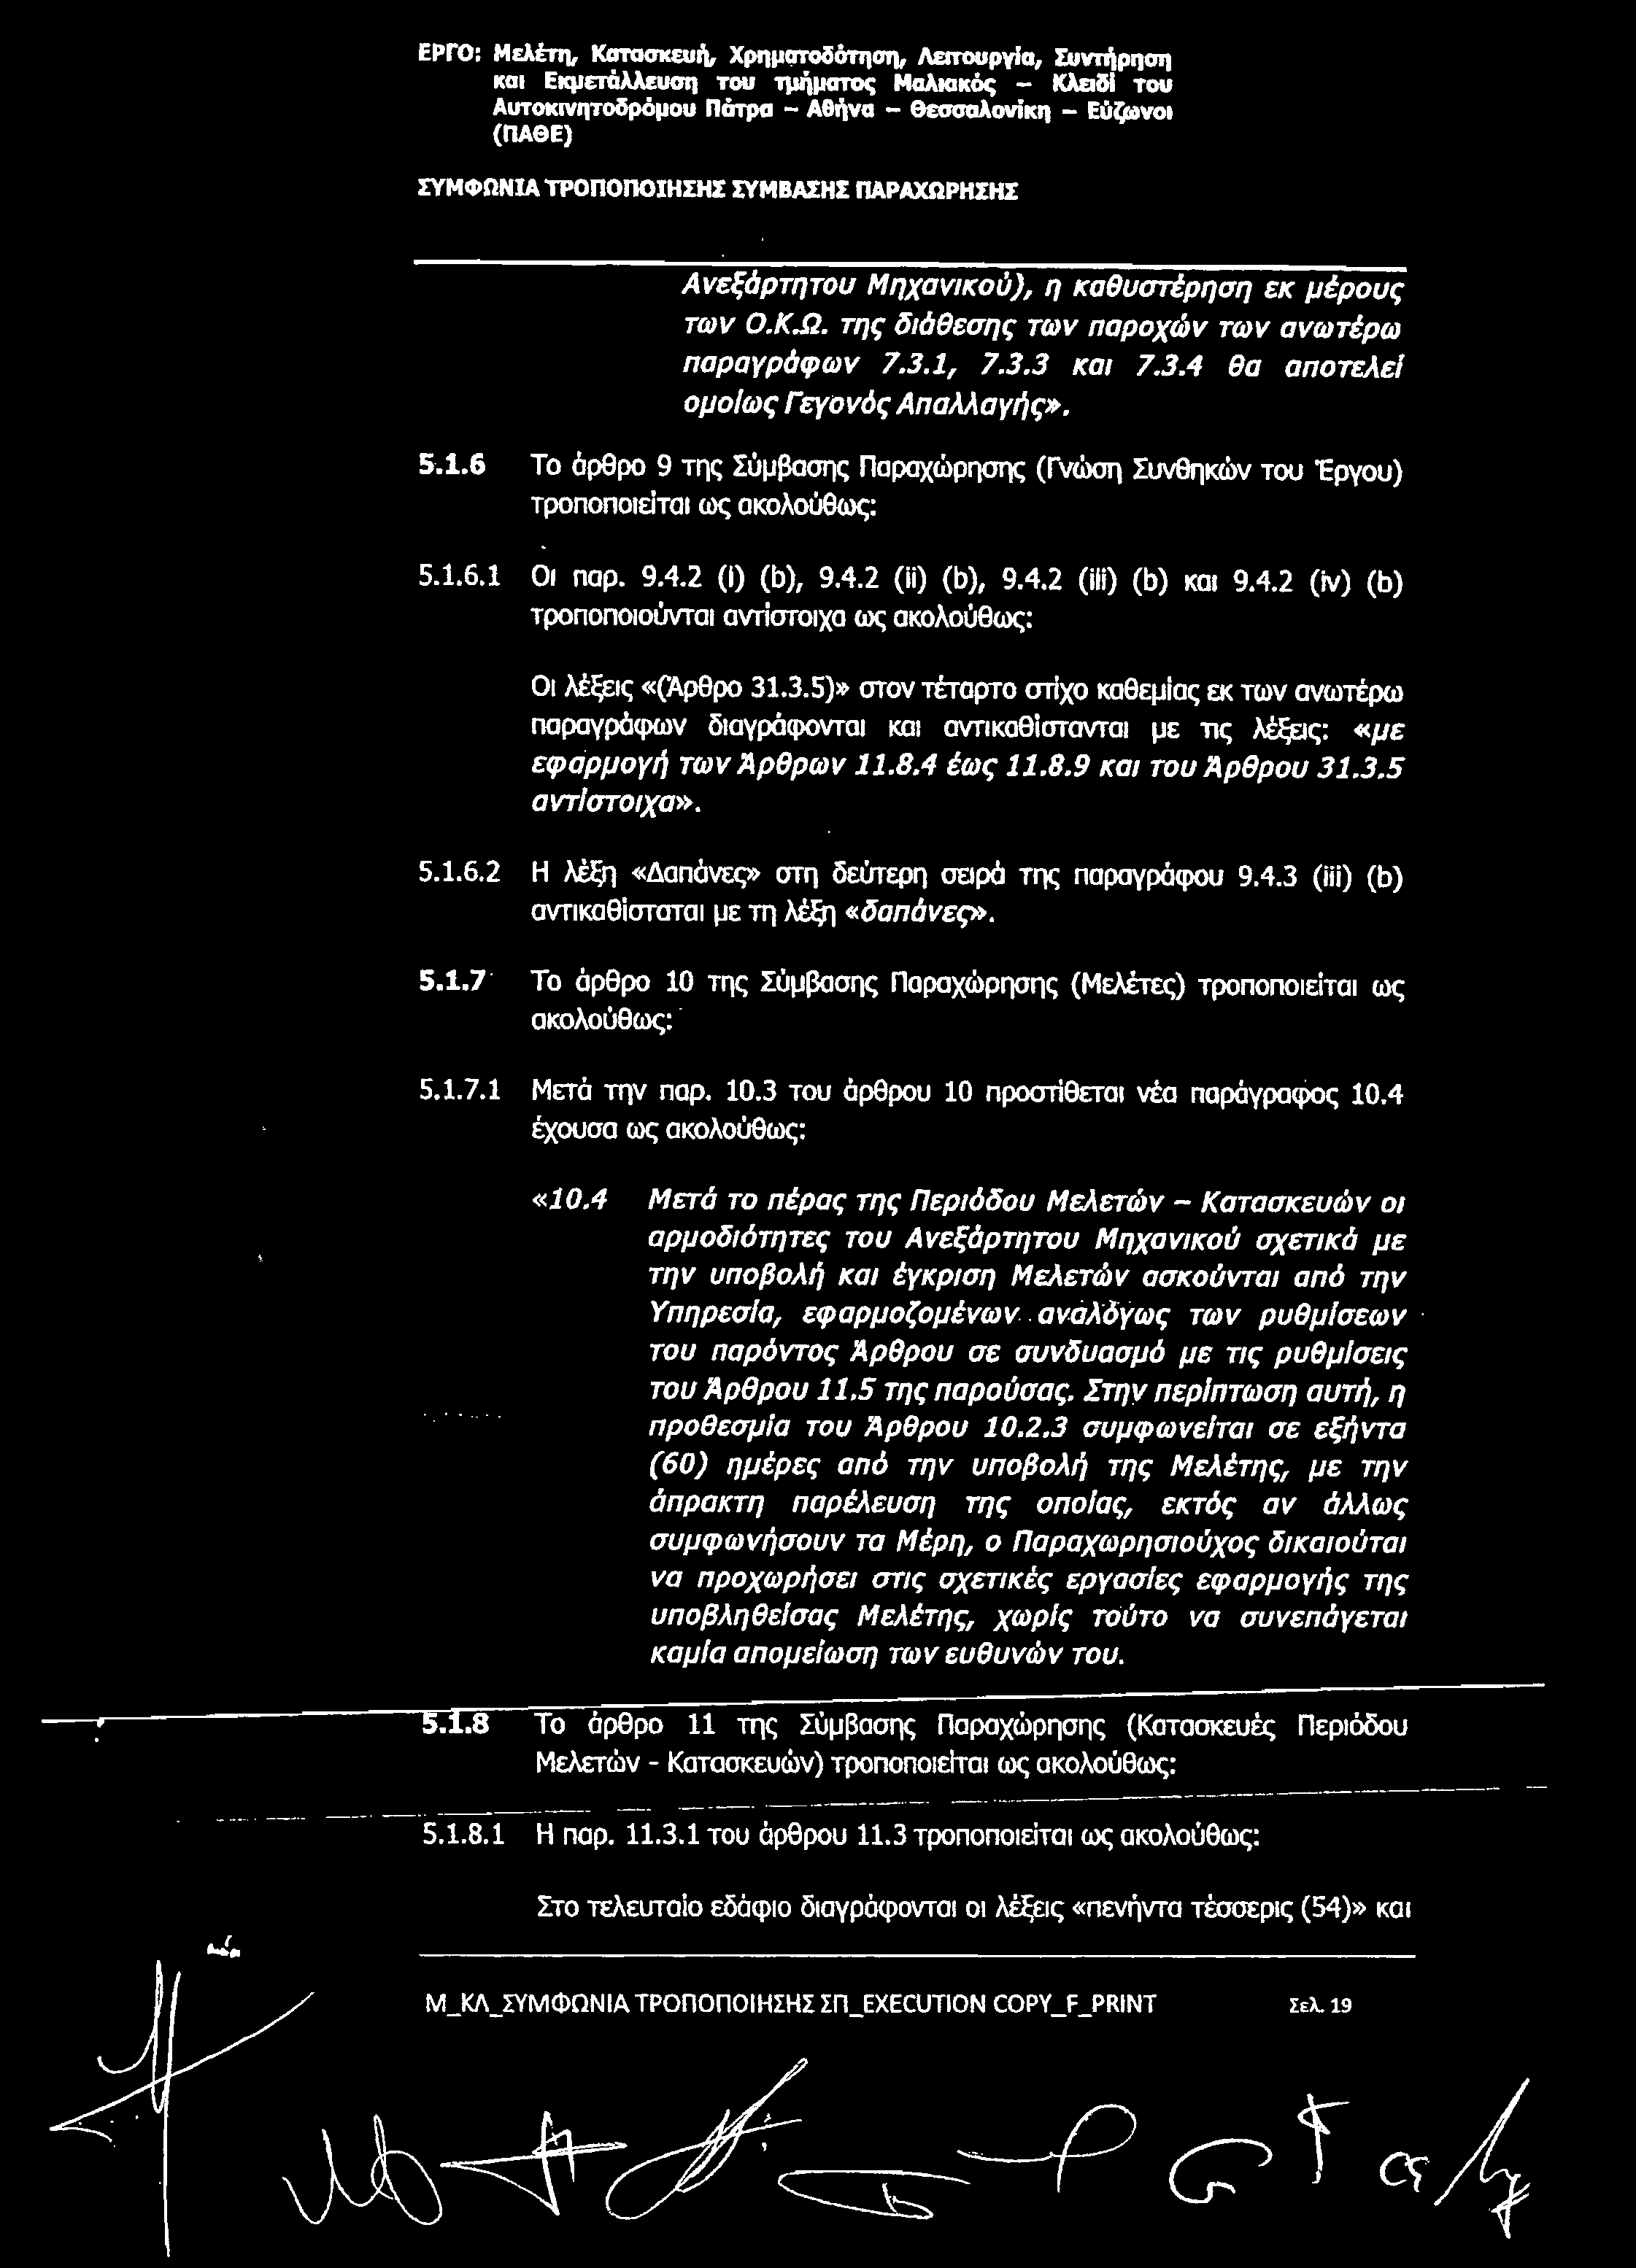 ΕΡΓΟ: Μελέτη, Κατασκευή, Χρηματοδότηση, Λειτουργία, Συντήρηση
και Εκμετάλλευση του τμήματος Μαλιακός – Κλειδί του
Αυτοκινητοδρόμου Πάτρα – Αθήνα – Θεσσαλονίκη – Εύζωνοι
(ΠΑΘΕ)
ΣΥΜΦΩΝΙΑ ΤΡΟΠΟΠΟΙΗΣΗΣ ΣΥΜΒΑΣΗΣ ΠΑΡΑΧΩΡΗΣΗΣ
Ανεξάρτητου Μηχανικού), η καθυστέρηση εκ μέρους
των Ο.Κ.Ω. της διάθεσης των παροχών των ανωτέρω
παραγράφων 7.3.1, 7.3.3 και 7.3.4 θα αποτελεί
ομοίως Γεγονός Απαλλαγής».
5.1.6 Το άρθρο 9 της Σύμβασης Παραχώρησης (Γνώση Συνθηκών του Έργου)
τροποποιείται ως ακολούθως:
5.1.6.1 Οι παρ. 9.4.2 (i) (b), 9.4.2 (ii) (b), 9.4.2 (iii) (b) και 9.4.2 (iv) (b)
τροποποιούνται αντίστοιχα ως ακολούθως:
Οι λέξεις «(Άρθρο 31.3.5)» στον τέταρτο στίχο καθεμίας εκ των ανωτέρω
παραγράφων διαγράφονται και αντικαθίστανται με τις λέξεις: «με
εφαρμογή των Άρθρων 11.8.4 έως 11.8.9 και του Άρθρου 31.3.5
αντίστοιχα».
5.1.6.2 Η λέξη «Δαπάνες» στη δεύτερη σειρά της παραγράφου 9.4.3 (iii) (b)
αντικαθίσταται με τη λέξη «δαπάνες».
5.1.7 Το άρθρο 10 της Σύμβασης Παραχώρησης (Μελέτες) τροποποιείται ως
ακολούθως:
5.1.7.1 Μετά την παρ. 10.3 του άρθρου 10 προστίθεται νέα παράγραφος 10.4
έχουσα ως ακολούθως:
«10.4 Μετά το πέρας της Περιόδου Μελετών – Κατασκευών οι
αρμοδιότητες του Ανεξάρτητου Μηχανικού σχετικά με
την υποβολή και έγκριση Μελετών ασκούνται από την
Υπηρεσία, εφαρμοζομένων αναλόγως των ρυθμίσεων
του παρόντος Άρθρου σε συνδυασμό με τις ρυθμίσεις
του Άρθρου 11.5 της παρούσας. Στην περίπτωση αυτή, η
προθεσμία του Άρθρου 10.2.3 συμφωνείται σε εξήντα
(60) ημέρες από την υποβολή της Μελέτης, με την
άπρακτη παρέλευση της οποίας, εκτός αν άλλως
συμφωνήσουν τα Μέρη, ο Παραχωρησιούχος δικαιούται
να προχωρήσει στις σχετικές εργασίες εφαρμογής της
υποβληθείσας Μελέτης, χωρίς τούτο να συνεπάγεται
καμία απομείωση των ευθυνών του.
5.1.8 Το άρθρο 11 της Σύμβασης Παραχώρησης (Κατασκευές Περιόδου
Μελετών - Κατασκευών) τροποποιείται ως ακολούθως:
5.1.8.1 Η παρ. 11.3.1 του άρθρου 11.3 τροποποιείται ως ακολούθως:
Στο τελευταίο εδάφιο διαγράφονται οι λέξεις «πενήντα τέσσερις (54)» και
Μ_ΚΛ_ΣΥΜΦΩΝΙΑ ΤΡΟΠΟΠΟΙΗΣΗΣ ΣΠ_EXECUTION COPY_F_PRINT Σελ. 19